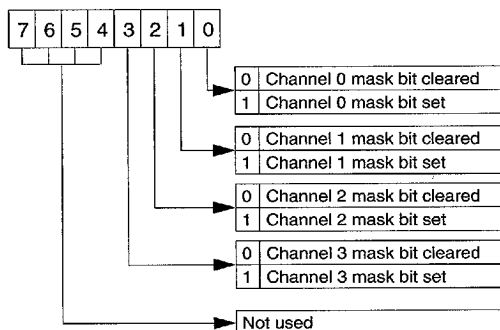 7 6 5 4 3 2 1 0
0 Channel 0 mask bit cleared
1 Channel 0 mask bit set
0 Channel 1 mask bit cleared
1 Channel 1 mask bit set
0 Channel 2 mask bit cleared
1 Channel 2 mask bit set
0 Channel 3 mask bit cleared
1 Channel 3 mask bit set
Not used